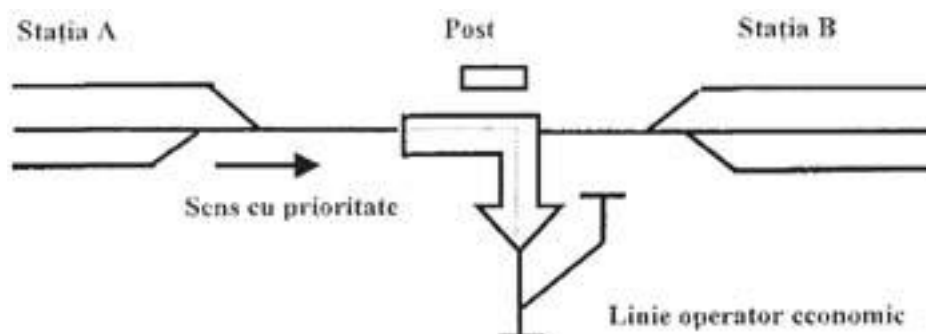 Stația A
Post
Stația B
Sens cu prioritate
Linie operator economic